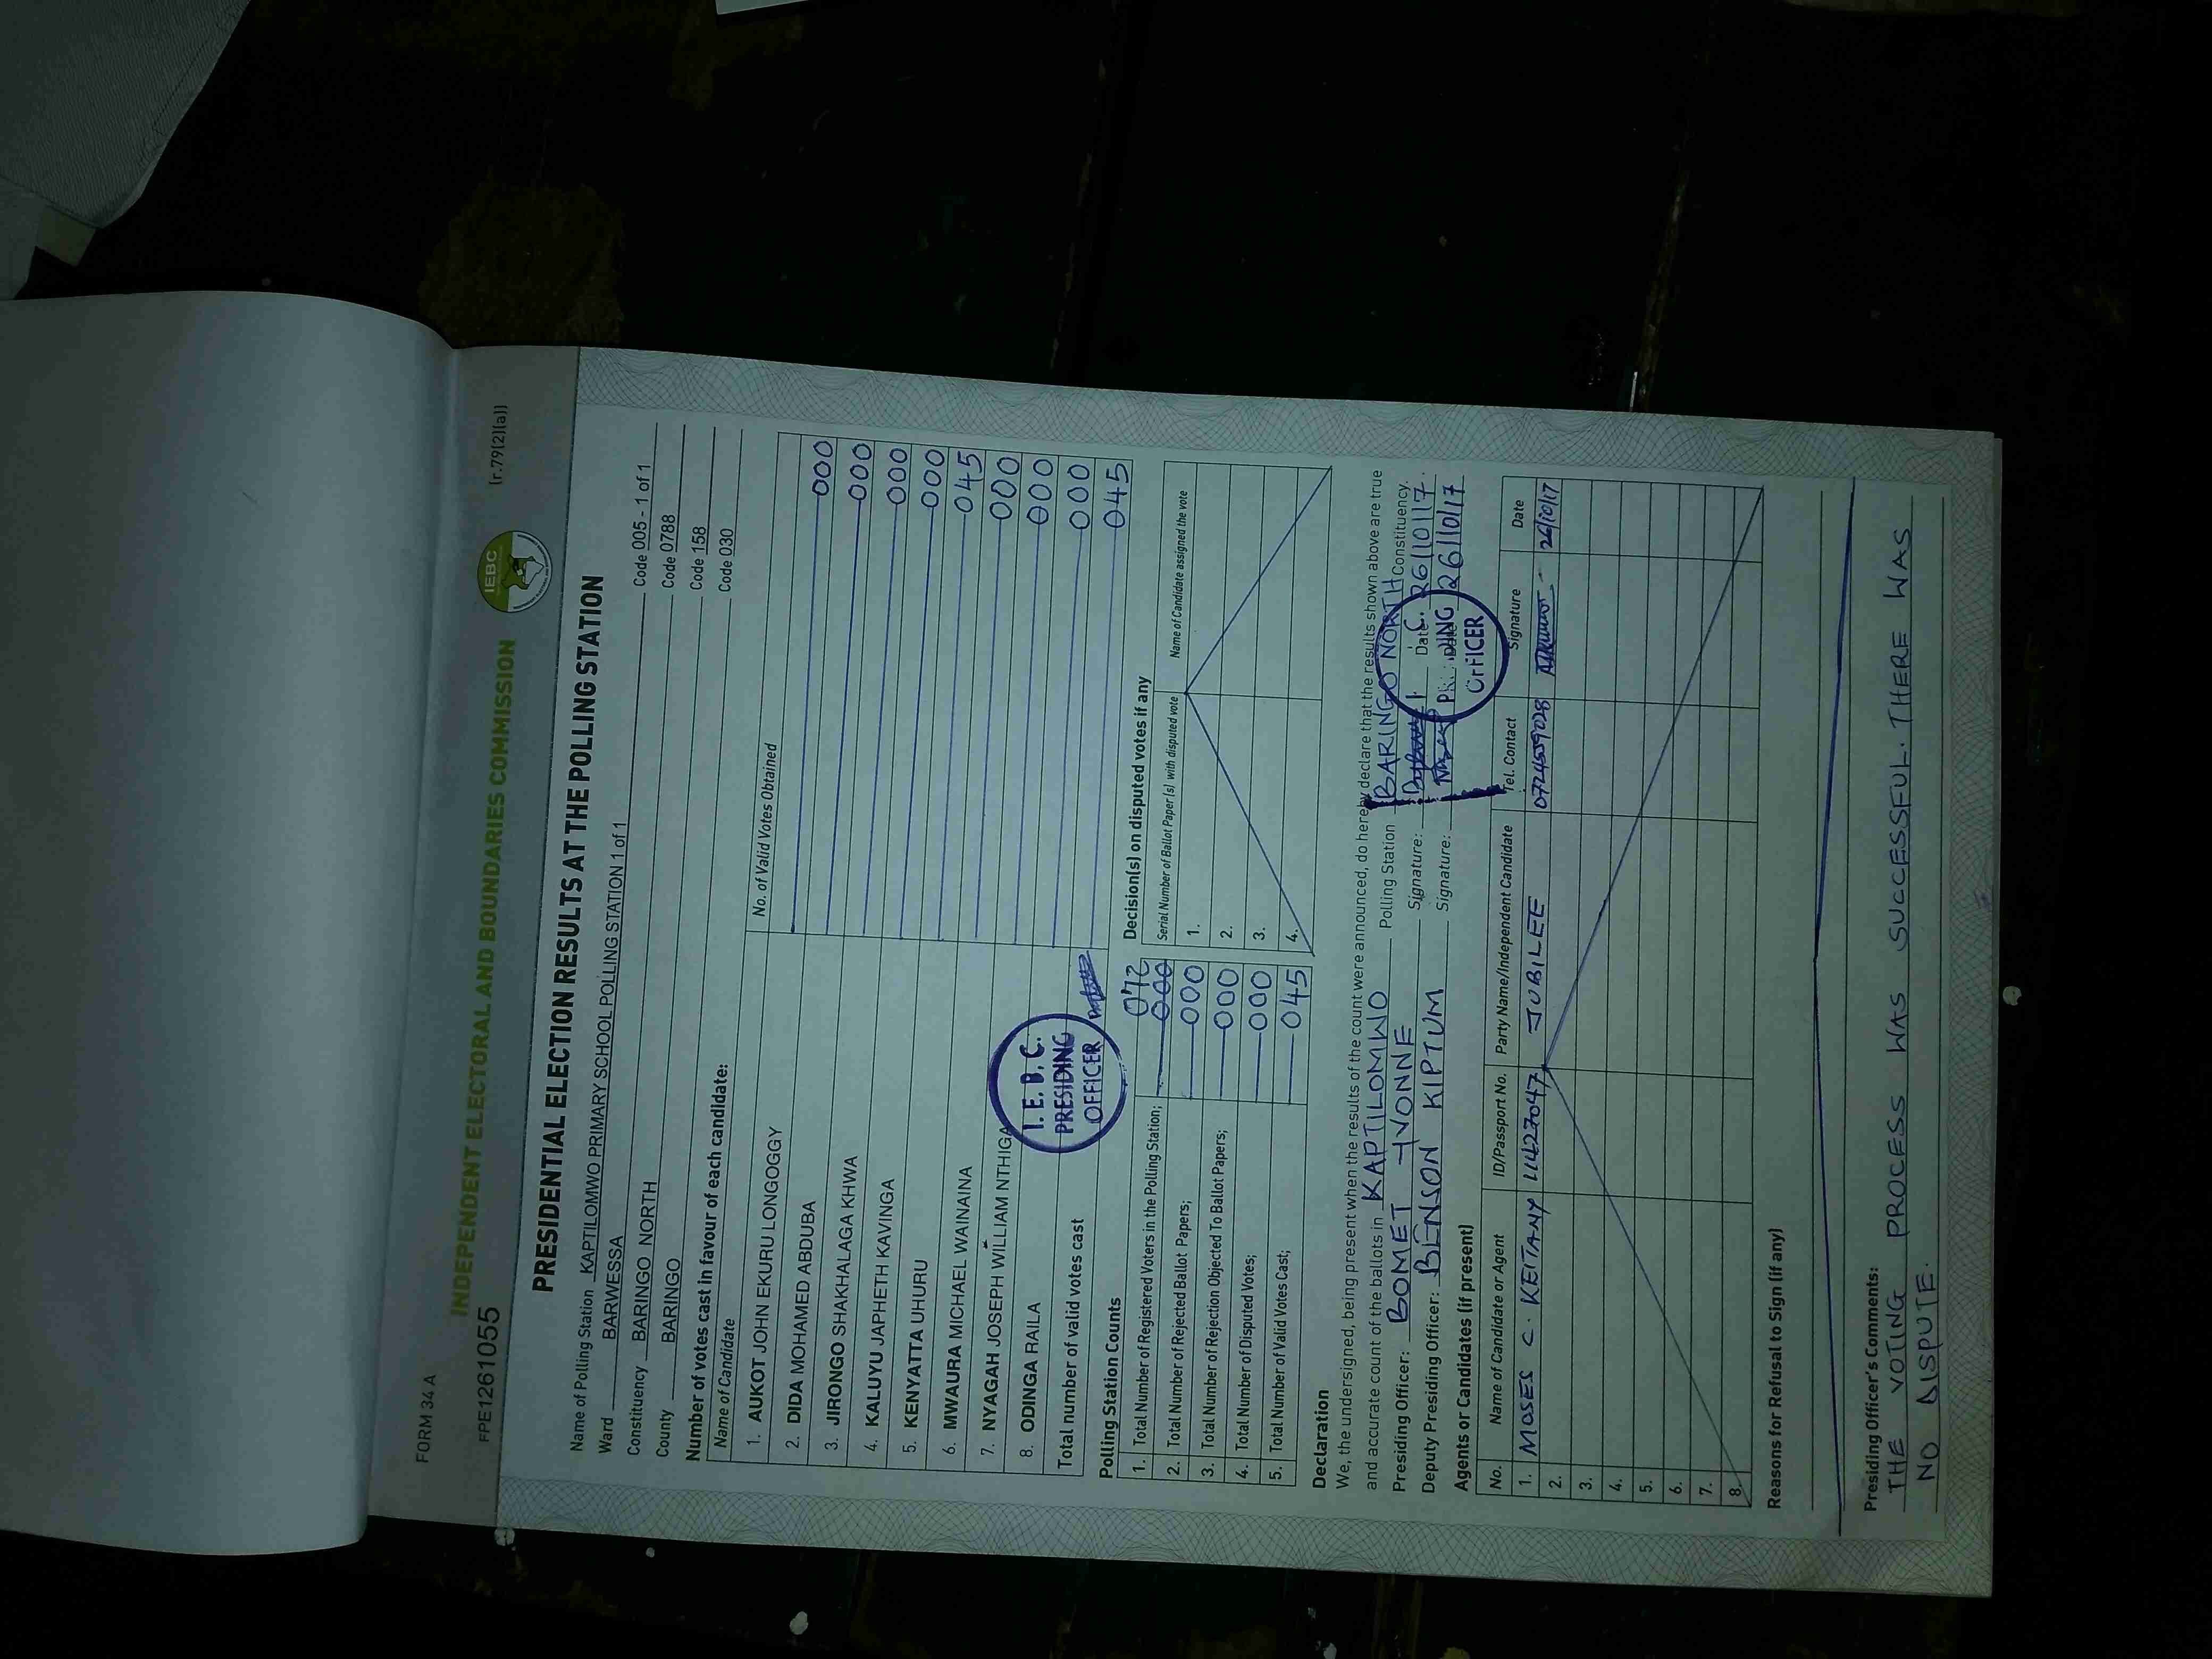 FORM 34 A
(r.79(2)(a))
FPE1261055
IEBC
INDEPENDENT ELECTORAL AND BOUNDARIES COMMISSION
PRESIDENTIAL ELECTION RESULTS AT THE POLLING STATION
Name of Polling Station KAPTILOMWO PRIMARY SCHOOL POLLING STATION 1 of 1 Code 005 - 1 of 1
Ward BARWESSA Code 0788
Constituency BARINGO NORTH Code 158
County BARINGO Code 030
Number of votes cast in favour of each candidate:
Name of Candidate No. of Valid Votes Obtained
1. AUKOT JOHN EKURU LONGOGGY 000
2. DIDA MOHAMED ABDUBA 000
3. JIRONGO SHAKHALAGA KHWA 000
4. KALUYU JAPHETH KAVINGA 000
5. KENYATTA UHURU 045
6. MWAURA MICHAEL WAINAINA 000
7. NYAGAH JOSEPH WILLIAM NTHIGA 000
8. ODINGA RAILA 000
Total number of valid votes cast 045
I. E. B. C.
PRESIDING
OFFICER
Polling Station Counts
1. Total Number of Registered Voters in the Polling Station; 072 000
2. Total Number of Rejected Ballot Papers; 000
3. Total Number of Rejection Objected To Ballot Papers; 000
4. Total Number of Disputed Votes; 000
5. Total Number of Valid Votes Cast; 045
Decision(s) on disputed votes if any
Serial Number of Ballot Paper (s) with disputed vote Name of Candidate assigned the vote
1.
2.
3.
4.
Declaration
We, the undersigned, being present when the results of the count were announced, do hereby declare that the results shown above are true
and accurate count of the ballots in KAPTILOMWO Polling Station BARINGO NORTH Constituency.
Presiding Officer: BOMET YVONNE Signature: Date: 26/10/17.
Deputy Presiding Officer: BENSON KIPTUM Signature: 26/10/17
C.
OFFICER
Agents or Candidates (if present)
No. Name of Candidate or Agent ID/Passport No. Party Name/Independent Candidate Tel. Contact Signature Date
1. MOSES C. KEITANY 11427047 JUBILEE 0724559028 26/10/17
2.
3.
4.
5.
6.
7.
8.
Reasons for Refusal to Sign (if any)
Presiding Officer's Comments:
THE VOTING PROCESS WAS SUCCESSFUL. THERE WAS
NO DISPUTE.